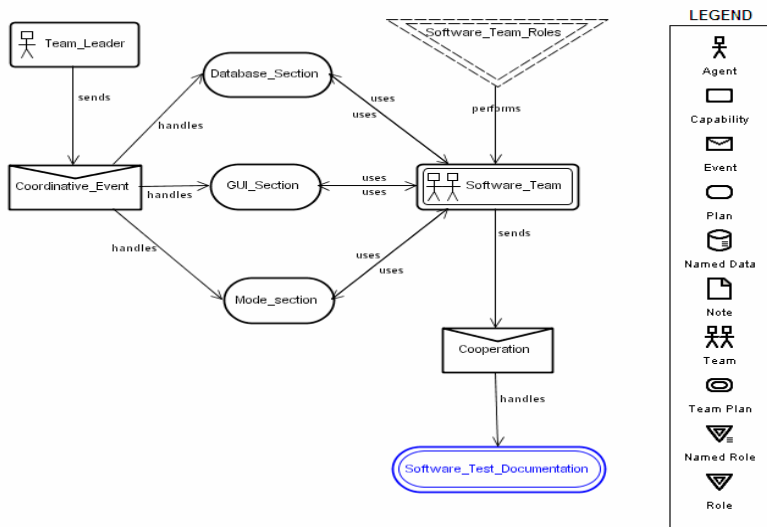 LEGEND
Team_Leader
Software_Team_Roles
Agent
Database_Section
sends
uses
uses
performs
Capability
handles
Event
Coordinative_Event
GUI_Section
uses
uses
Software_Team
handles
Plan
sends
handles
uses
uses
Named Data
Mode_section
Note
Cooperation
Team
handles
Team Plan
Named Role
Software_Test_Documentation
Role